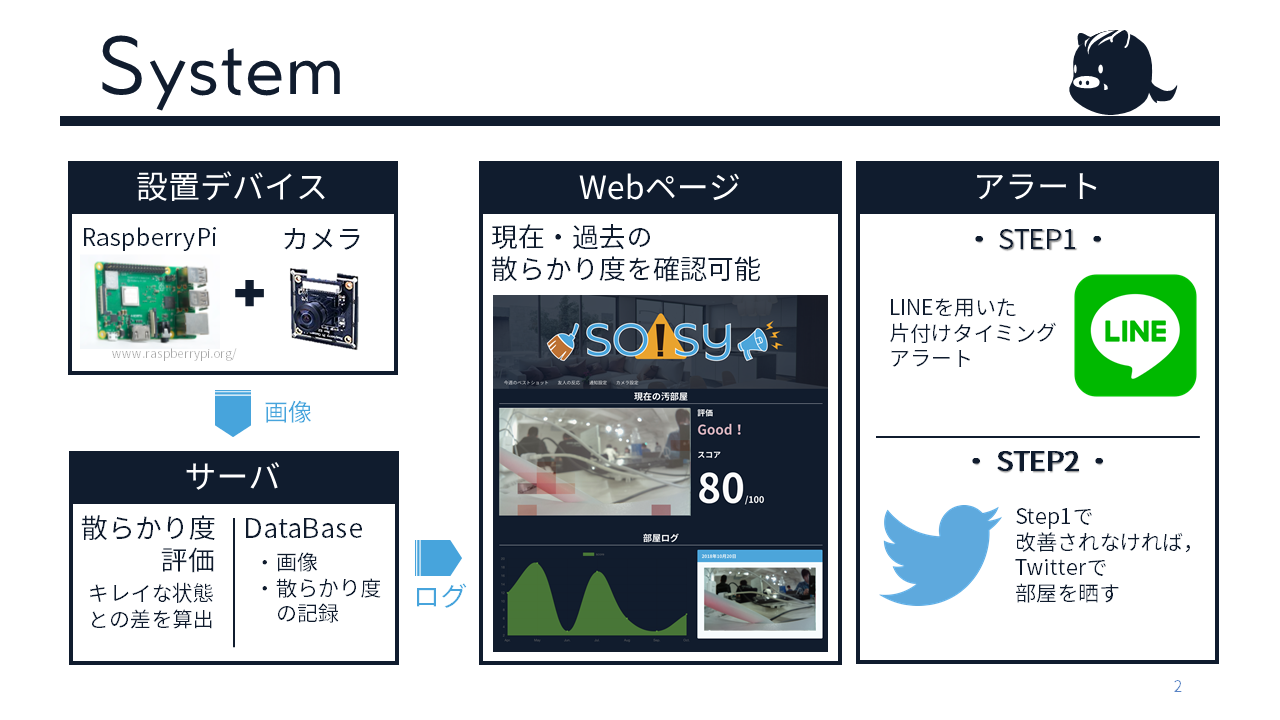 System
設置デバイス
RaspberryPi
カメラ
www.raspberrypi.org/
画像
サーバ
散らかり度
評価
キレイな状態
との差を算出
DataBase
・画像
・散らかり度
の記録
ログ
Webページ
現在・過去の
散らかり度を確認可能
SO!SY
今週のベストショット 友人の反応 通知設定 カメラ設定
現在の汚部屋
評価
Good！
スコア
80/100
部屋ログ
2018年10月20日
アラート
・ STEP1 ・
LINEを用いた
片付けタイミング
アラート
LINE
・ STEP2 ・
Step1で
改善されなければ，
Twitterで
部屋を晒す
2